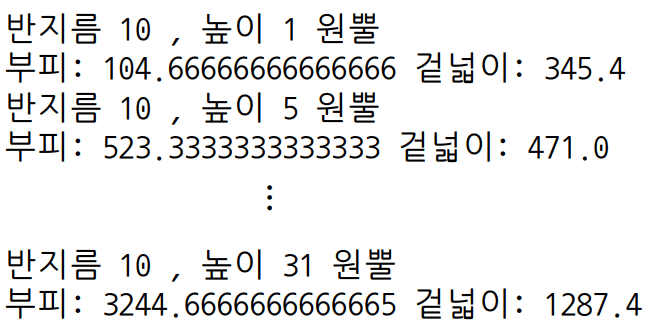 반지름 10 , 높이 1 원뿔
부피: 104.66666666666666 겉넓이: 345.4
반지름 10 , 높이 5 원뿔
부피: 523.3333333333333 겉넓이: 471.0
⋮
반지름 10 , 높이 31 원뿔
부피: 3244.6666666666665 겉넓이: 1287.4